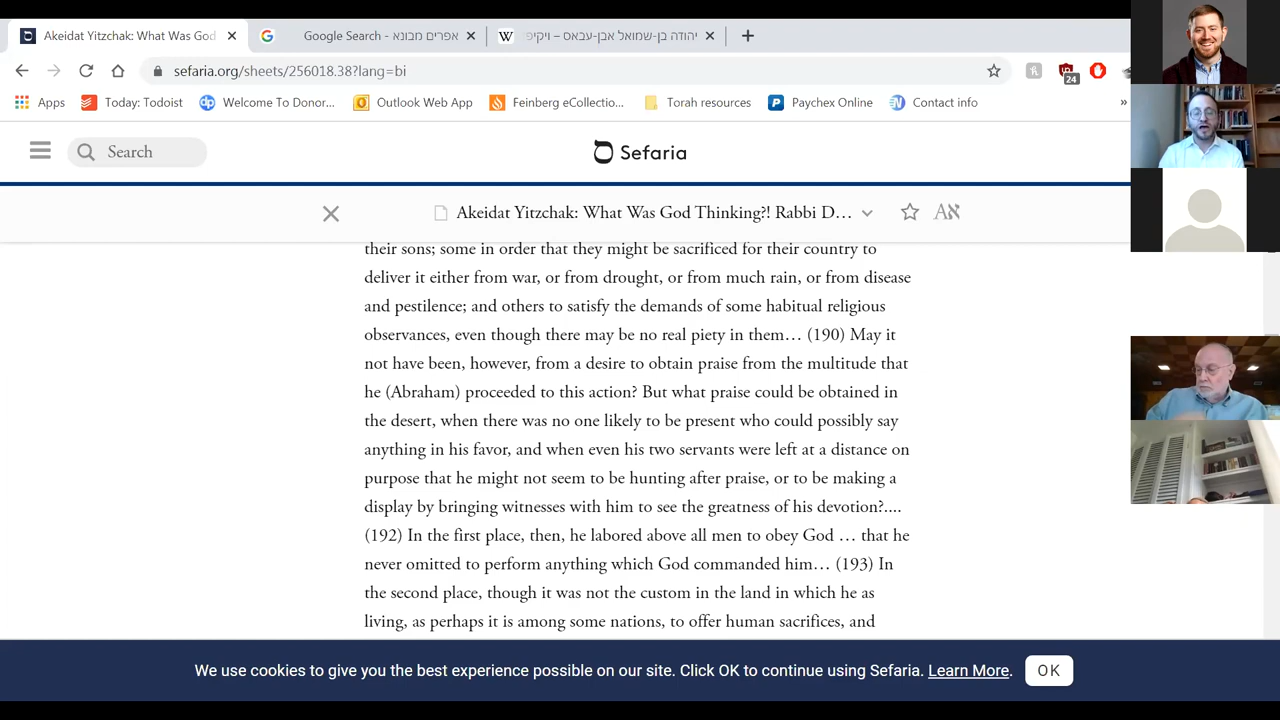 Akeidat Yitzchak: What Was God
Google Search - אפרים מבונא
יהודה בן-שמואל אבן-עבאס – ויקיפ
sefaria.org/sheets/256018.38?lang=bi
24
Apps Today: Todoist Welcome To Donor... Outlook Web App Feinberg eCollectio... Torah resources Paychex Online Contact info »
Search
Sefaria
Akeidat Yitzchak: What Was God Thinking?! Rabbi D…
their sons; some in order that they might be sacrificed for their country to
deliver it either from war, or from drought, or from much rain, or from disease
and pestilence; and others to satisfy the demands of some habitual religious
observances, even though there may be no real piety in them… (190) May it
not have been, however, from a desire to obtain praise from the multitude that
he (Abraham) proceeded to this action? But what praise could be obtained in
the desert, when there was no one likely to be present who could possibly say
anything in his favor, and when even his two servants were left at a distance on
purpose that he might not seem to be hunting after praise, or to be making a
display by bringing witnesses with him to see the greatness of his devotion?....
(192) In the first place, then, he labored above all men to obey God … that he
never omitted to perform anything which God commanded him… (193) In
the second place, though it was not the custom in the land in which he as
living, as perhaps it is among some nations, to offer human sacrifices, and
We use cookies to give you the best experience possible on our site. Click OK to continue using Sefaria. Learn More. OK